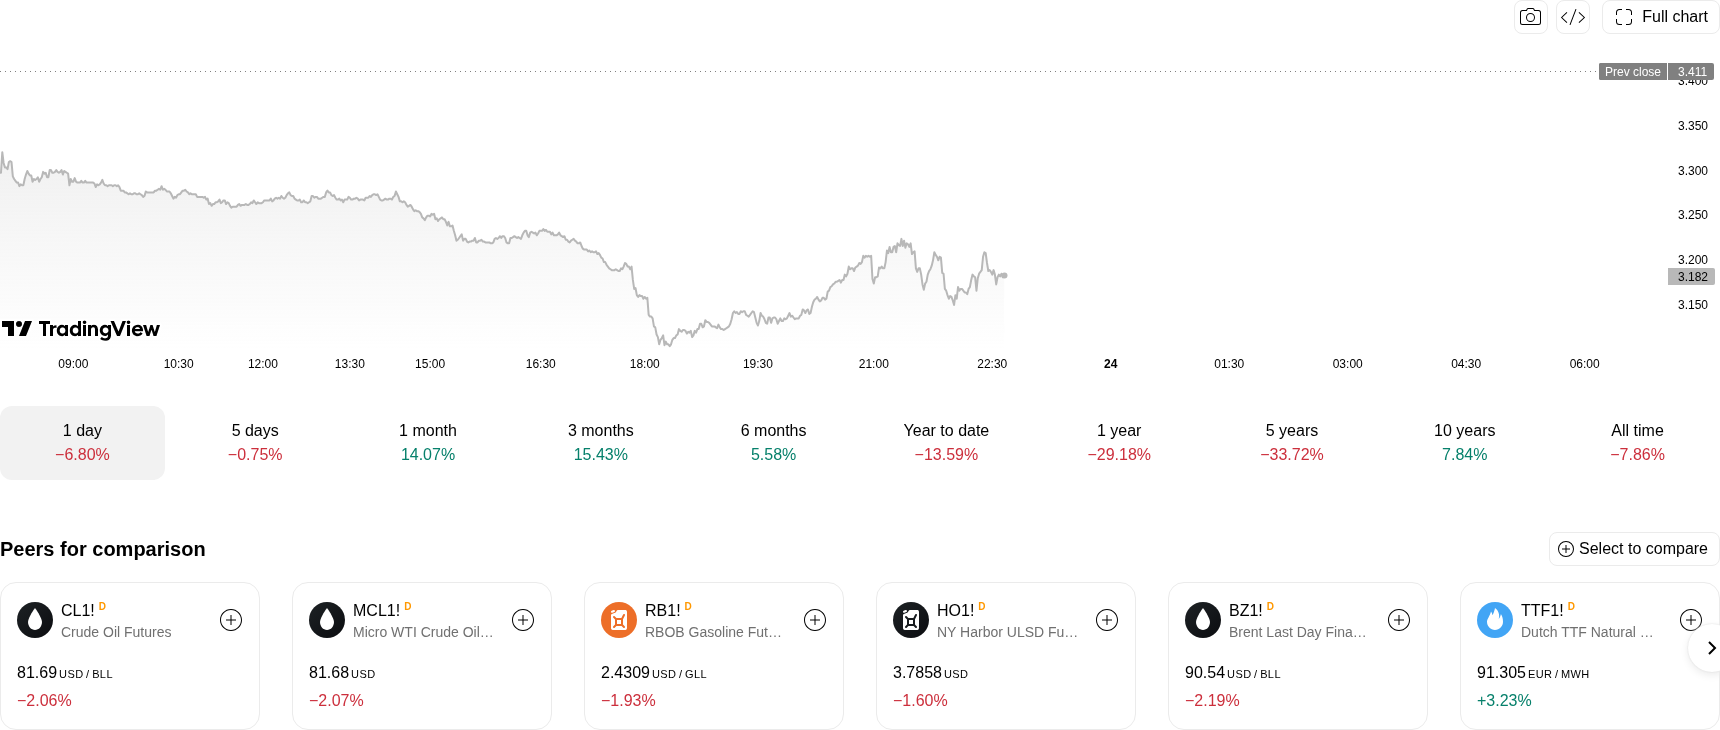 Full chart
Prev close 3.411
3.400
3.350
3.300
3.250
3.200
3.182
3.150
TradingView
09:00 10:30 12:00 13:30 15:00 16:30 18:00 19:30 21:00 22:30 24 01:30 03:00 04:30 06:00
1 day 5 days 1 month 3 months 6 months Year to date 1 year 5 years 10 years All time
−6.80% −0.75% 14.07% 15.43% 5.58% −13.59% −29.18% −33.72% 7.84% −7.86%
Peers for comparison
Select to compare
CL1! D
Crude Oil Futures
81.69 USD / BLL
−2.06%
MCL1! D
Micro WTI Crude Oil…
81.68 USD
−2.07%
RB1! D
RBOB Gasoline Fut…
2.4309 USD / GLL
−1.93%
HO1! D
NY Harbor ULSD Fu…
3.7858 USD
−1.60%
BZ1! D
Brent Last Day Fina…
90.54 USD / BLL
−2.19%
TTF1! D
Dutch TTF Natural …
91.305 EUR / MWH
+3.23%